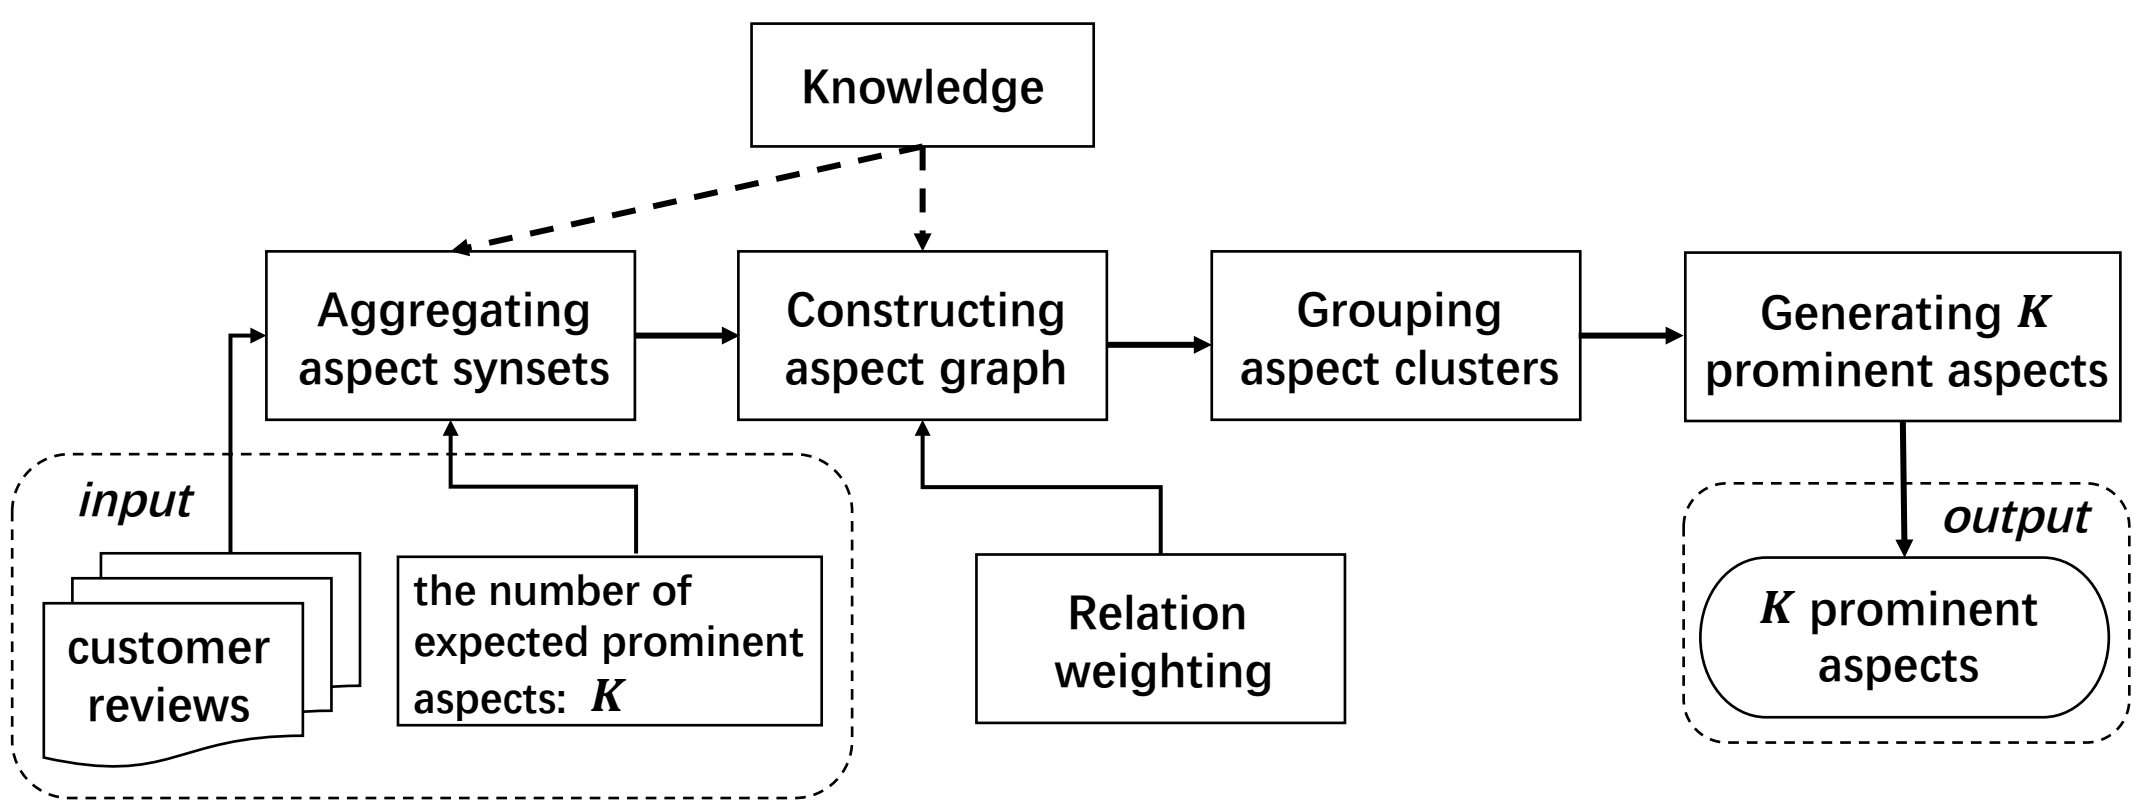 Knowledge
Aggregating
aspect synsets
Constructing
aspect graph
Grouping
aspect clusters
Generating K
prominent aspects
input
customer
reviews
the number of
expected prominent
aspects: K
Relation
weighting
output
K prominent
aspects